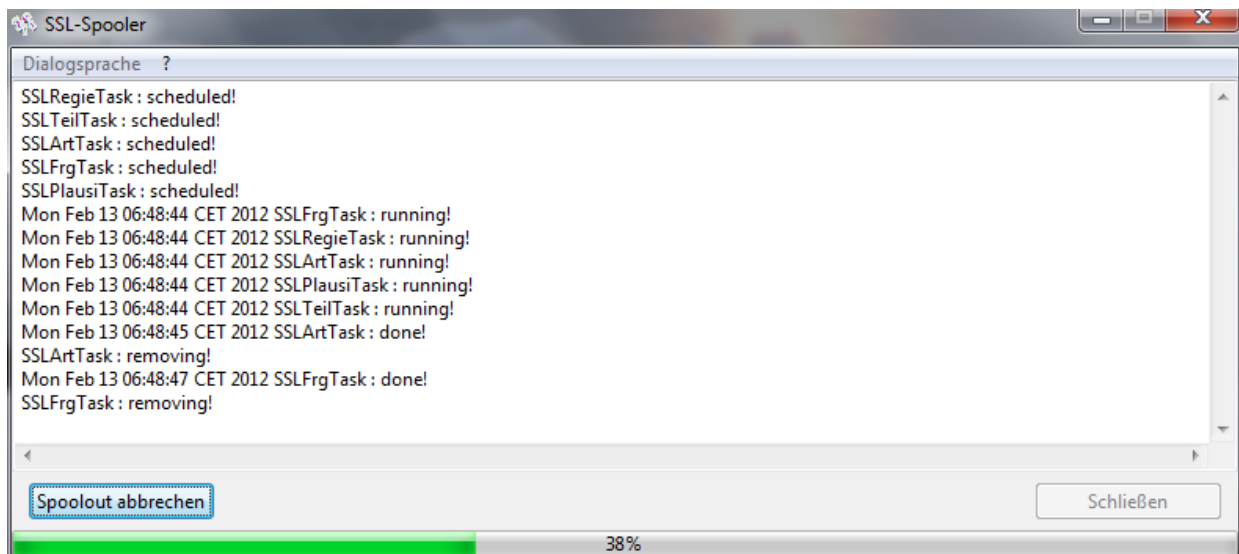 SSL-Spooler
Dialogsprache ?
SSLRegieTask : scheduled!
SSLTeilTask : scheduled!
SSLArtTask : scheduled!
SSLFrgTask : scheduled!
SSLPlausiTask : scheduled!
Mon Feb 13 06:48:44 CET 2012 SSLFrgTask : running!
Mon Feb 13 06:48:44 CET 2012 SSLRegieTask : running!
Mon Feb 13 06:48:44 CET 2012 SSLArtTask : running!
Mon Feb 13 06:48:44 CET 2012 SSLPlausiTask : running!
Mon Feb 13 06:48:44 CET 2012 SSLTeilTask : running!
Mon Feb 13 06:48:45 CET 2012 SSLArtTask : done!
SSLArtTask : removing!
Mon Feb 13 06:48:47 CET 2012 SSLFrgTask : done!
SSLFrgTask : removing!
Spoolout abbrechen Schließen
38%